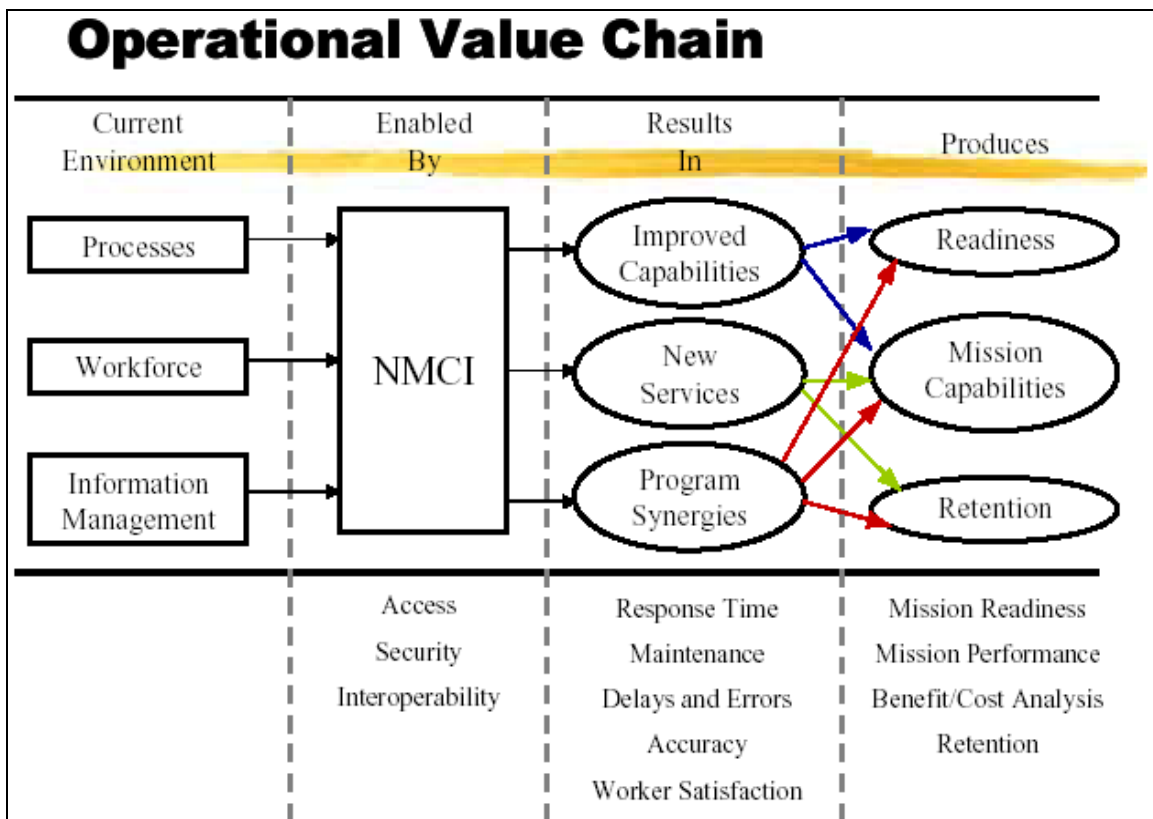 Operational Value Chain
Current
Environment
Enabled
By
Results
In
Produces
Processes
Workforce
Information
Management
NMCI
Improved
Capabilities
New
Services
Program
Synergies
Readiness
Mission
Capabilities
Retention
Access
Security
Interoperability
Response Time
Maintenance
Delays and Errors
Accuracy
Worker Satisfaction
Mission Readiness
Mission Performance
Benefit/Cost Analysis
Retention